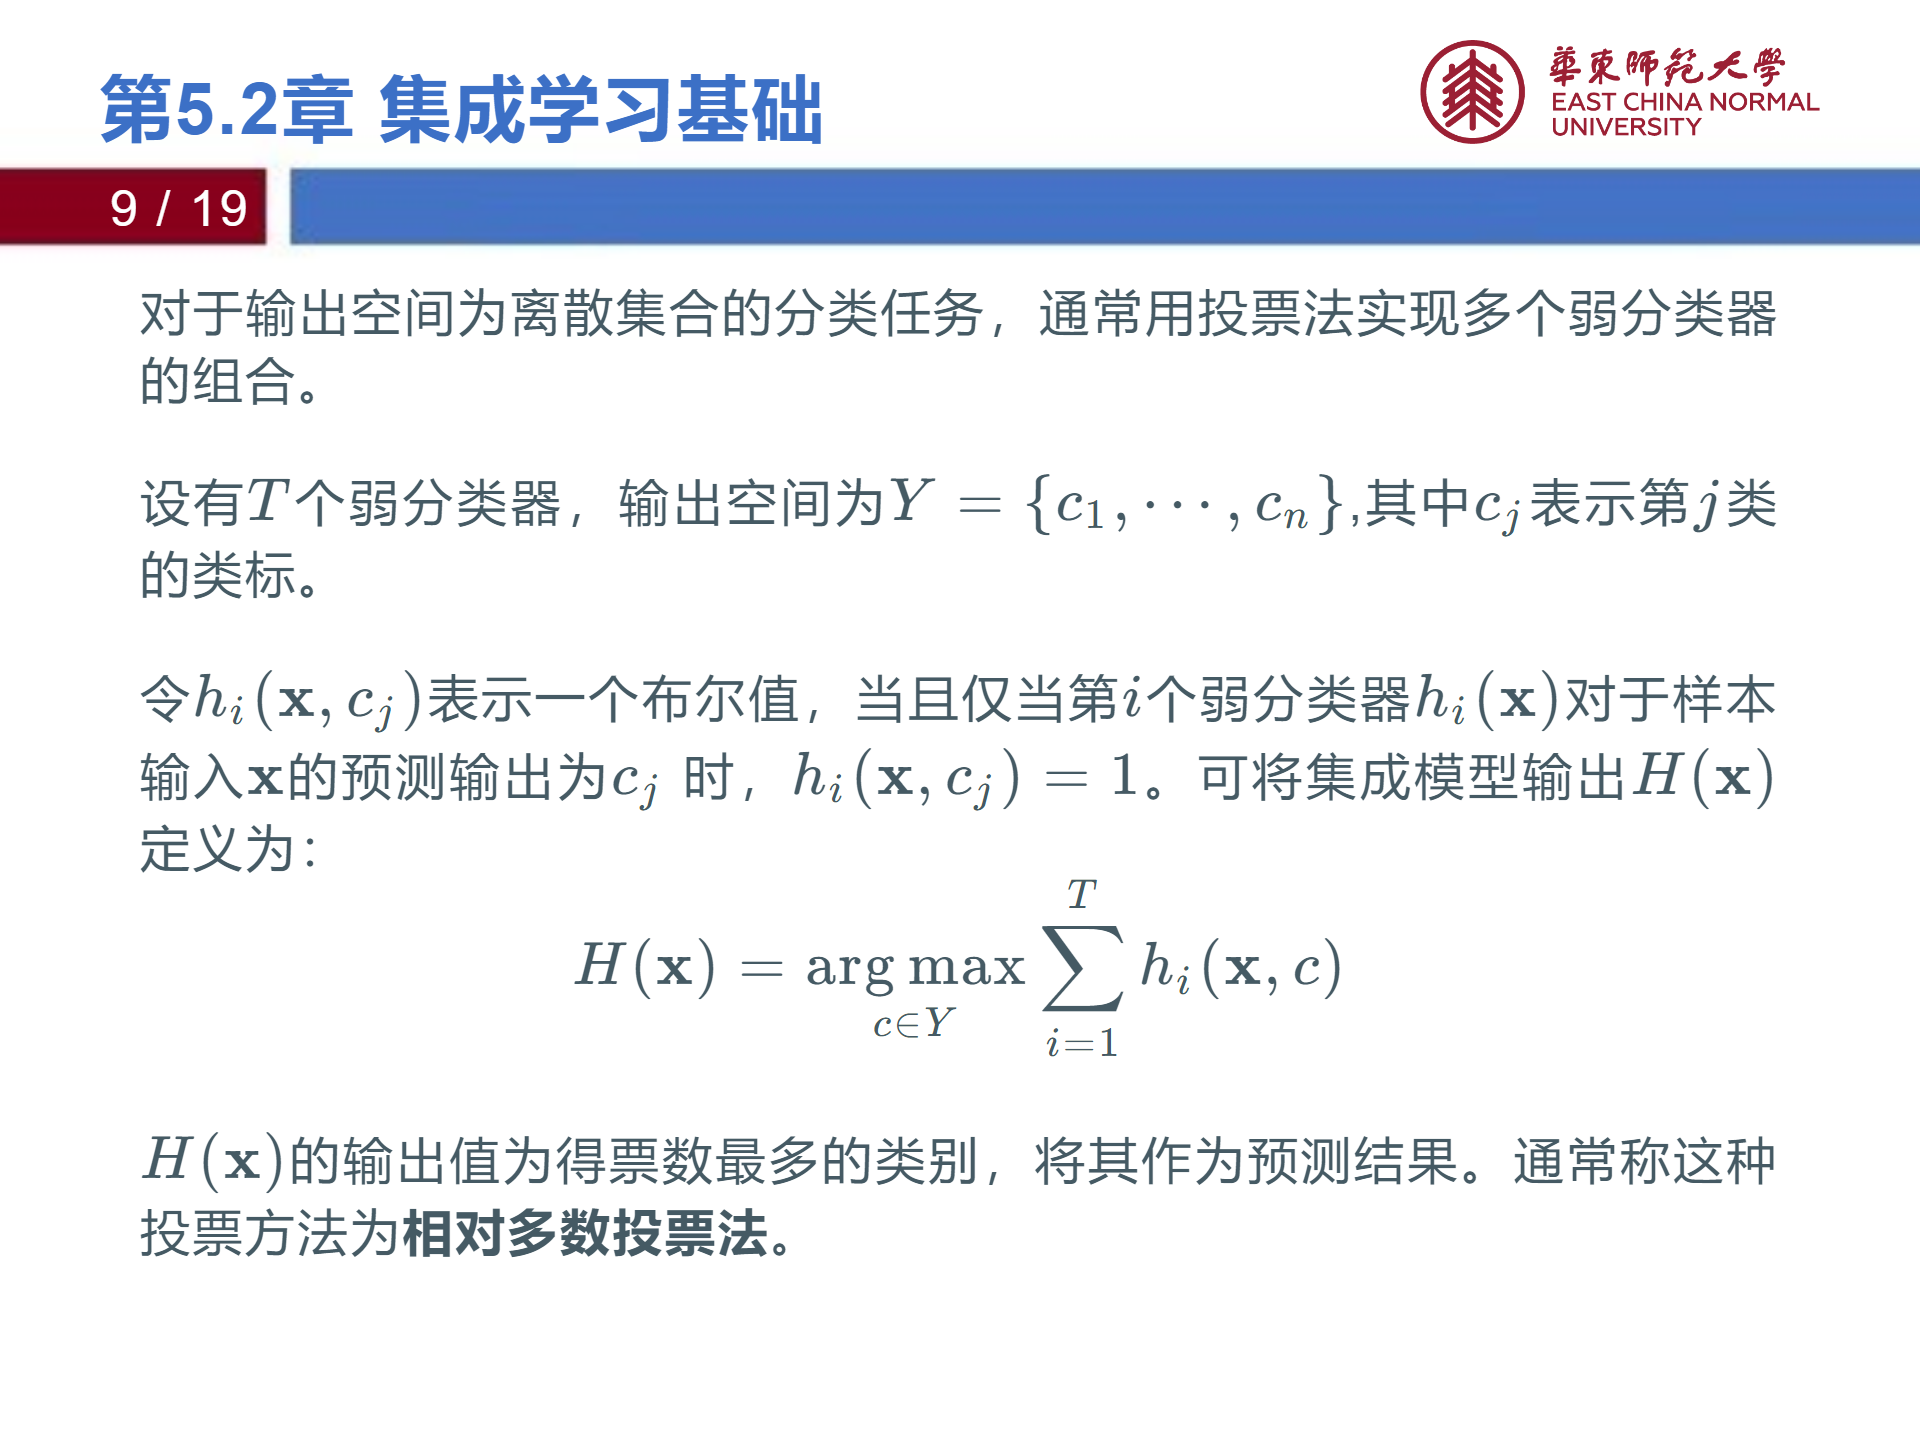 第5.2章 集成学习基础
華東師範大學
EAST CHINA NORMAL
UNIVERSITY
9 / 19
对于输出空间为离散集合的分类任务，通常用投票法实现多个弱分类器
的组合。
设有T个弱分类器，输出空间为Y = {c₁, ⋯ , cₙ},其中cⱼ表示第j类
的类标。
令hᵢ(𝐱, cⱼ)表示一个布尔值，当且仅当第i个弱分类器hᵢ(𝐱)对于样本
输入𝐱的预测输出为cⱼ 时，hᵢ(𝐱, cⱼ) = 1。可将集成模型输出H(𝐱)
定义为：
H(𝐱) = arg max_{c∈Y} ∑_{i=1}^{T} hᵢ(𝐱, c)
H(𝐱)的输出值为得票数最多的类别，将其作为预测结果。通常称这种
投票方法为相对多数投票法。